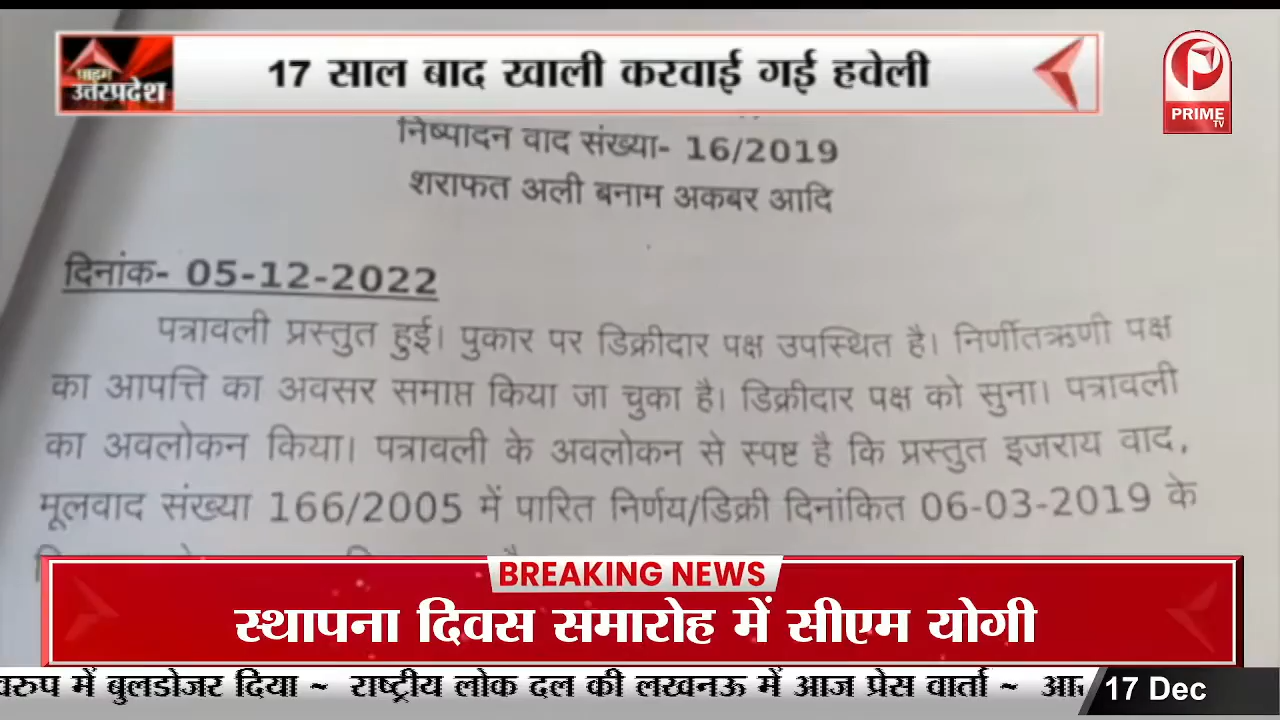 प्राइम
उत्तरप्रदेश
17 साल बाद खाली करवाई गई हवेली
PRIME
TV
निष्पादन वाद संख्या- 16/2019
शराफत अली बनाम अकबर आदि
दिनांक- 05-12-2022
पत्रावली प्रस्तुत हुई। पुकार पर डिक्रीदार पक्ष उपस्थित है। निर्णीतऋणी पक्ष
का आपत्ति का अवसर समाप्त किया जा चुका है। डिक्रीदार पक्ष को सुना। पत्रावली
का अवलोकन किया। पत्रावली के अवलोकन से स्पष्ट है कि प्रस्तुत इजराय वाद,
मूलवाद संख्या 166/2005 में पारित निर्णय/डिक्री दिनांकित 06-03-2019 के
BREAKING NEWS
स्थापना दिवस समारोह में सीएम योगी
में बुलडोजर दिया ~ राष्ट्रीय लोक दल की लखनऊ में आज प्रेस वार्ता ~
17 Dec